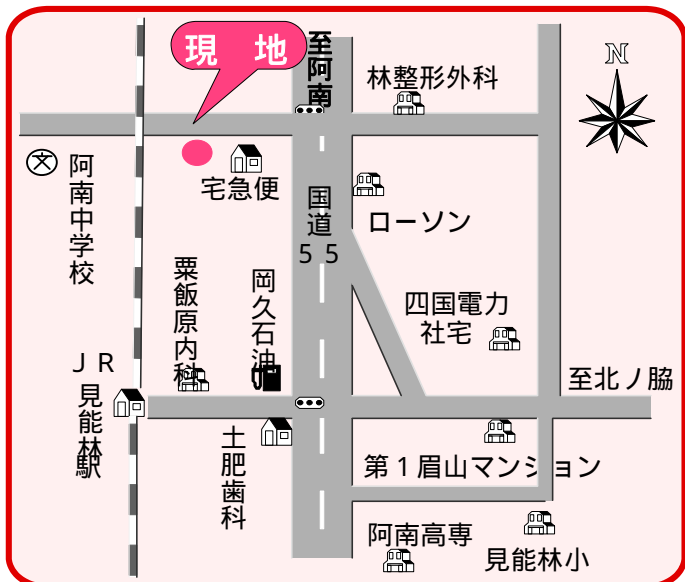 現 地
至阿南
林整形外科
N
文
阿南中学校
宅急便
国道55
ローソン
粟飯原内科
岡久石油
四国電力
社宅
JR
見能林駅
至北ノ脇
土肥歯科
第1眉山マンション
阿南高専
見能林小